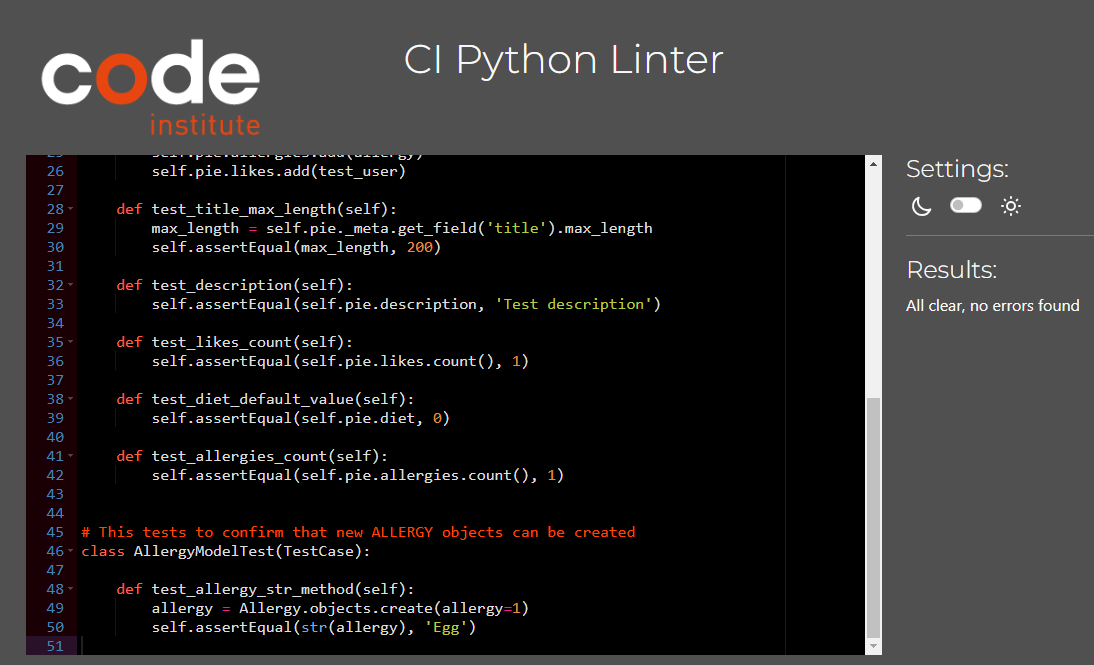 code
institute
CI Python Linter
25 self.pie.allergies.add(allergy)
26 self.pie.likes.add(test_user)
27
28 def test_title_max_length(self):
29 max_length = self.pie._meta.get_field('title').max_length
30 self.assertEqual(max_length, 200)
31
32 def test_description(self):
33 self.assertEqual(self.pie.description, 'Test description')
34
35 def test_likes_count(self):
36 self.assertEqual(self.pie.likes.count(), 1)
37
38 def test_diet_default_value(self):
39 self.assertEqual(self.pie.diet, 0)
40
41 def test_allergies_count(self):
42 self.assertEqual(self.pie.allergies.count(), 1)
43
44
45 # This tests to confirm that new ALLERGY objects can be created
46 class AllergyModelTest(TestCase):
47
48 def test_allergy_str_method(self):
49 allergy = Allergy.objects.create(allergy=1)
50 self.assertEqual(str(allergy), 'Egg')
51
Settings:
Results:
All clear, no errors found